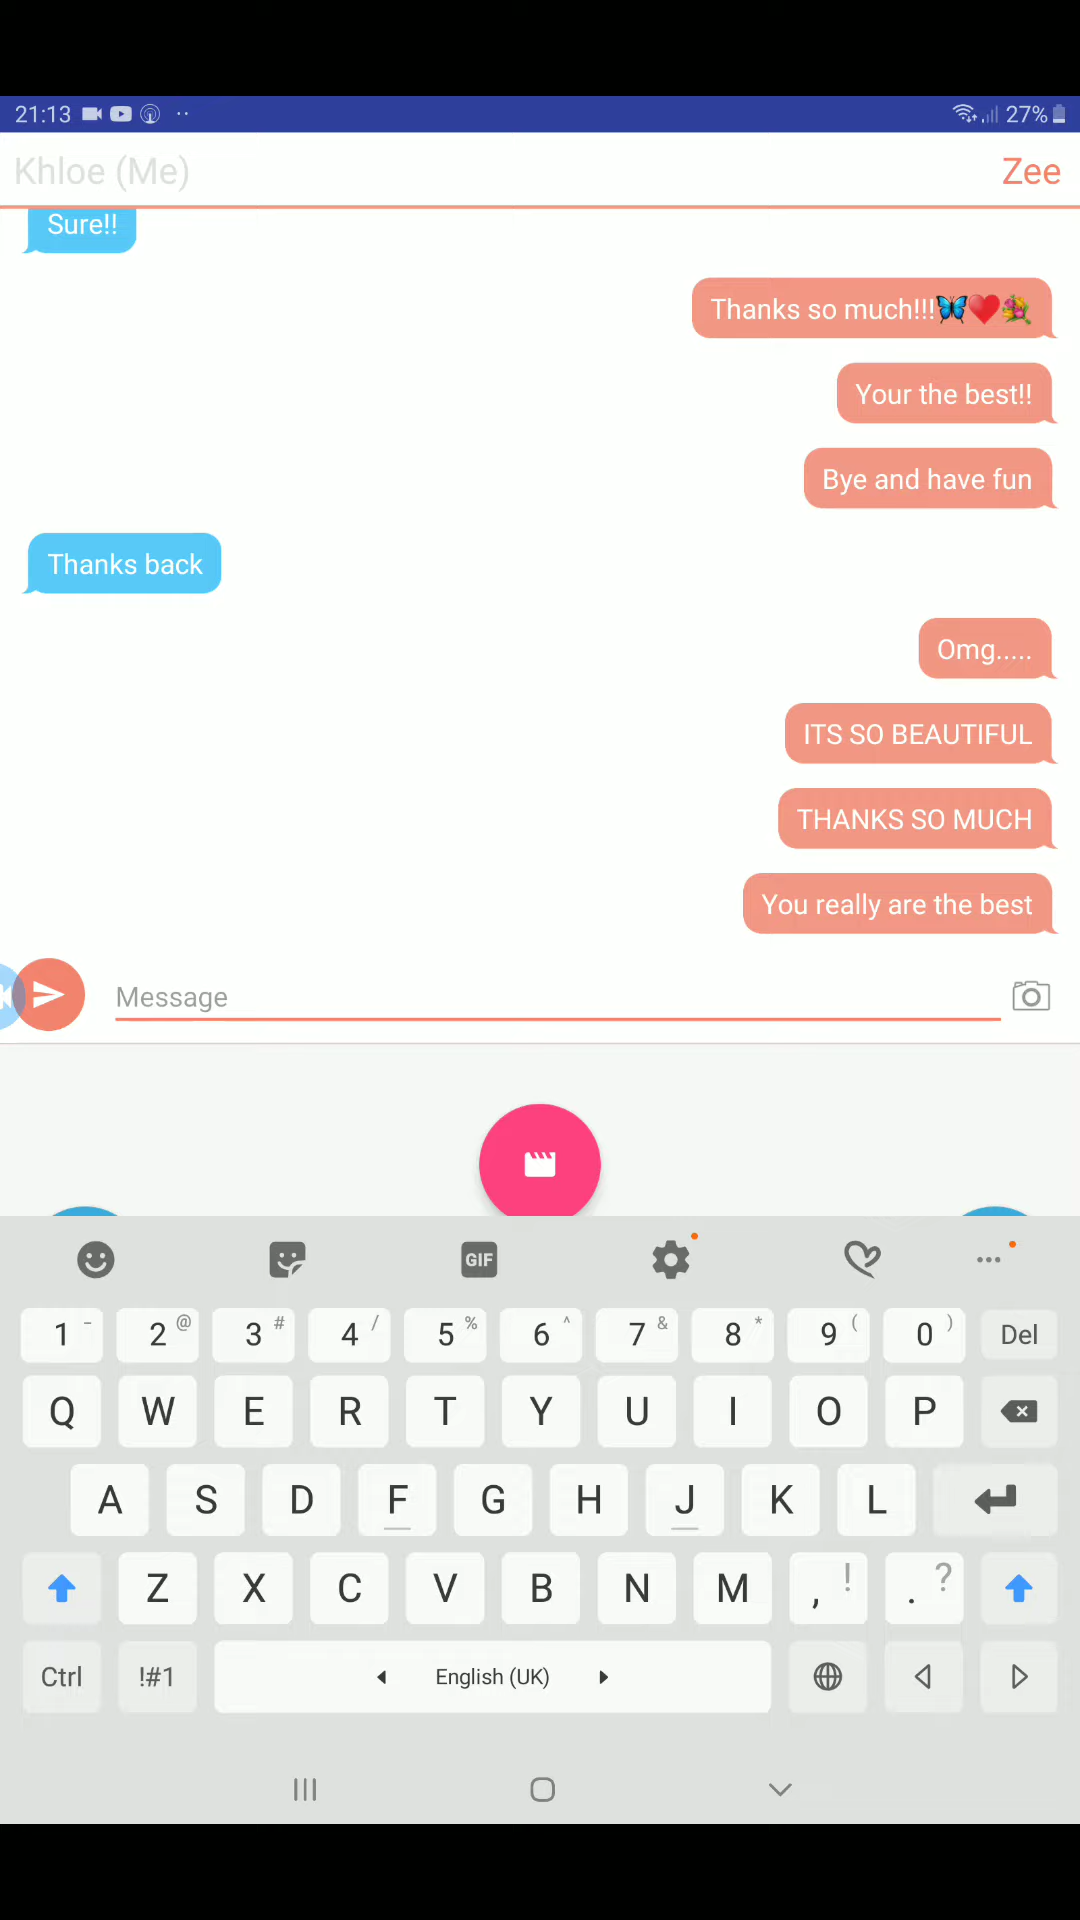 21:13
27%
Khloe (Me)
Zee
Sure!!
Thanks so much!!!🦋♥️💐
Your the best!!
Bye and have fun
Thanks back
Omg.....
ITS SO BEAUTIFUL
THANKS SO MUCH
You really are the best
Message
GIF
1 - 2 @ 3 # 4 / 5 % 6 ^ 7 & 8 * 9 ( 0 ) Del
Q W E R T Y U I O P
A S D F G H J K L
Z X C V B N M , ! . ?
Ctrl !#1 English (UK)